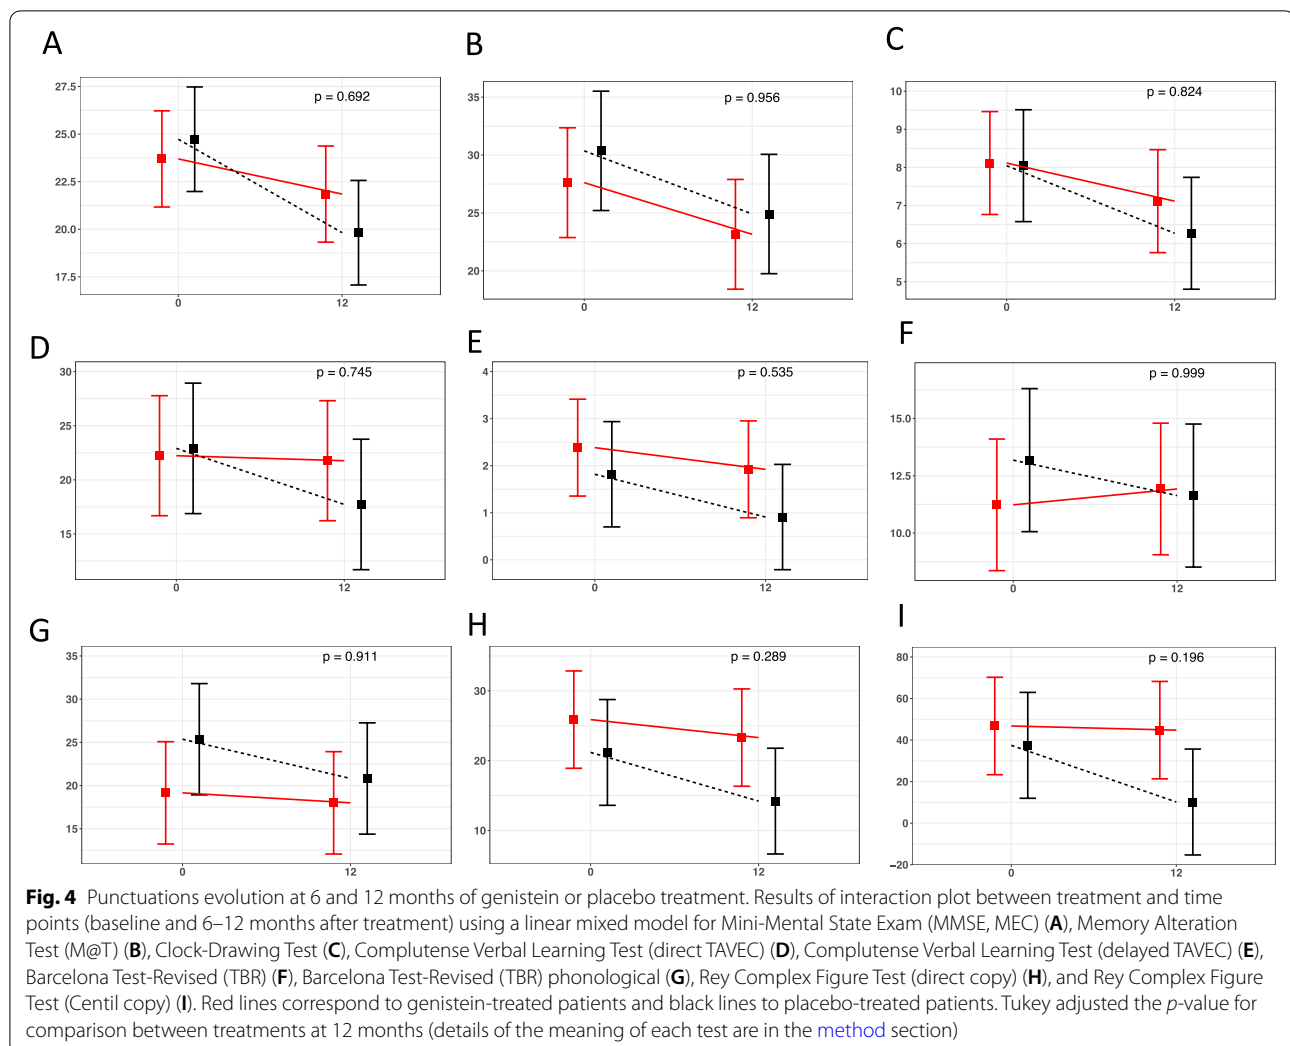 A
B
C
27.5
25.0
22.5
20.0
17.5
p = 0.692
0
12
35
30
25
20
p = 0.956
0
12
10
9
8
7
6
5
p = 0.824
0
12
D
E
F
30
25
20
15
p = 0.745
0
12
4
3
2
1
0
p = 0.535
0
12
15.0
12.5
10.0
p = 0.999
0
12
G
H
I
35
30
25
20
15
p = 0.911
0
12
30
20
10
p = 0.289
0
12
80
60
40
20
0
−20
p = 0.196
0
12
Fig. 4 Punctuations evolution at 6 and 12 months of genistein or placebo treatment. Results of interaction plot between treatment and time
points (baseline and 6–12 months after treatment) using a linear mixed model for Mini-Mental State Exam (MMSE, MEC) (A), Memory Alteration
Test (M@T) (B), Clock-Drawing Test (C), Complutense Verbal Learning Test (direct TAVEC) (D), Complutense Verbal Learning Test (delayed TAVEC) (E),
Barcelona Test-Revised (TBR) (F), Barcelona Test-Revised (TBR) phonological (G), Rey Complex Figure Test (direct copy) (H), and Rey Complex Figure
Test (Centil copy) (I). Red lines correspond to genistein-treated patients and black lines to placebo-treated patients. Tukey adjusted the p-value for
comparison between treatments at 12 months (details of the meaning of each test are in the method section)